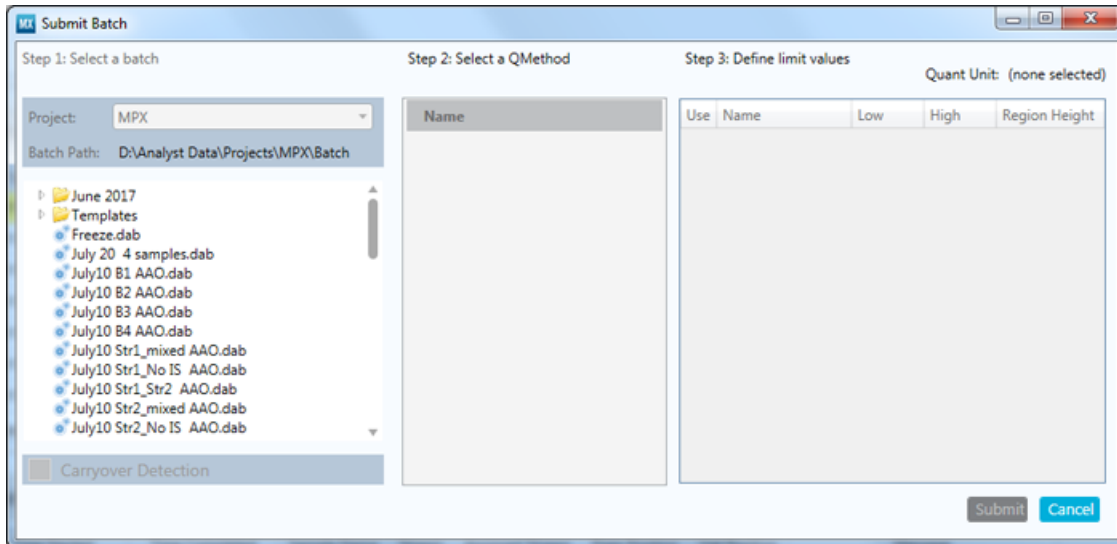 MX Submit Batch
Step 1: Select a batch
Step 2: Select a QMethod
Step 3: Define limit values
Quant Unit: (none selected)
Project: MPX
Batch Path: D:\Analyst Data\Projects\MPX\Batch
June 2017
Templates
Freeze.dab
July 20 4 samples.dab
July10 B1 AAO.dab
July10 B2 AAO.dab
July10 B3 AAO.dab
July10 B4 AAO.dab
July10 Str1_mixed AAO.dab
July10 Str1_No IS AAO.dab
July10 Str1_Str2 AAO.dab
July10 Str2_mixed AAO.dab
July10 Str2_No IS AAO.dab
Carryover Detection
Name
Use Name Low High Region Height
Submit Cancel